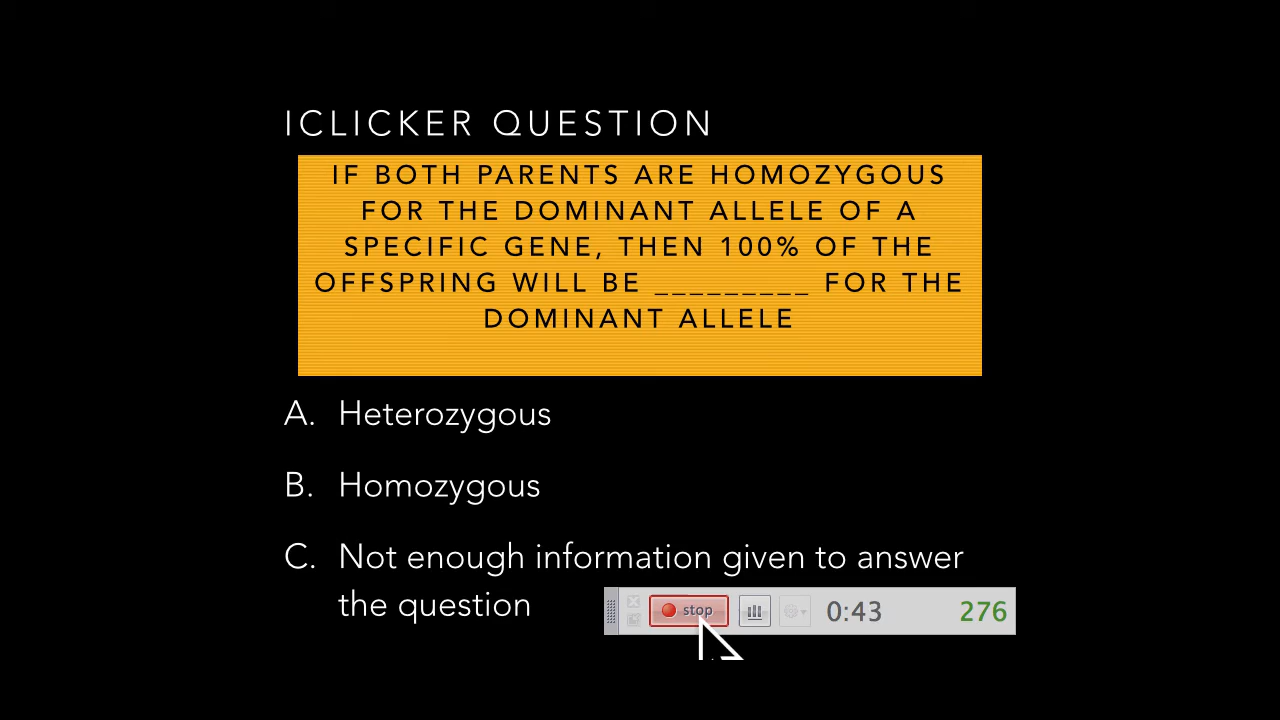 ICLICKER QUESTION
IF BOTH PARENTS ARE HOMOZYGOUS
FOR THE DOMINANT ALLELE OF A
SPECIFIC GENE, THEN 100% OF THE
OFFSPRING WILL BE _________ FOR THE
DOMINANT ALLELE
A. Heterozygous
B. Homozygous
C. Not enough information given to answer
the question
stop 0:43 276